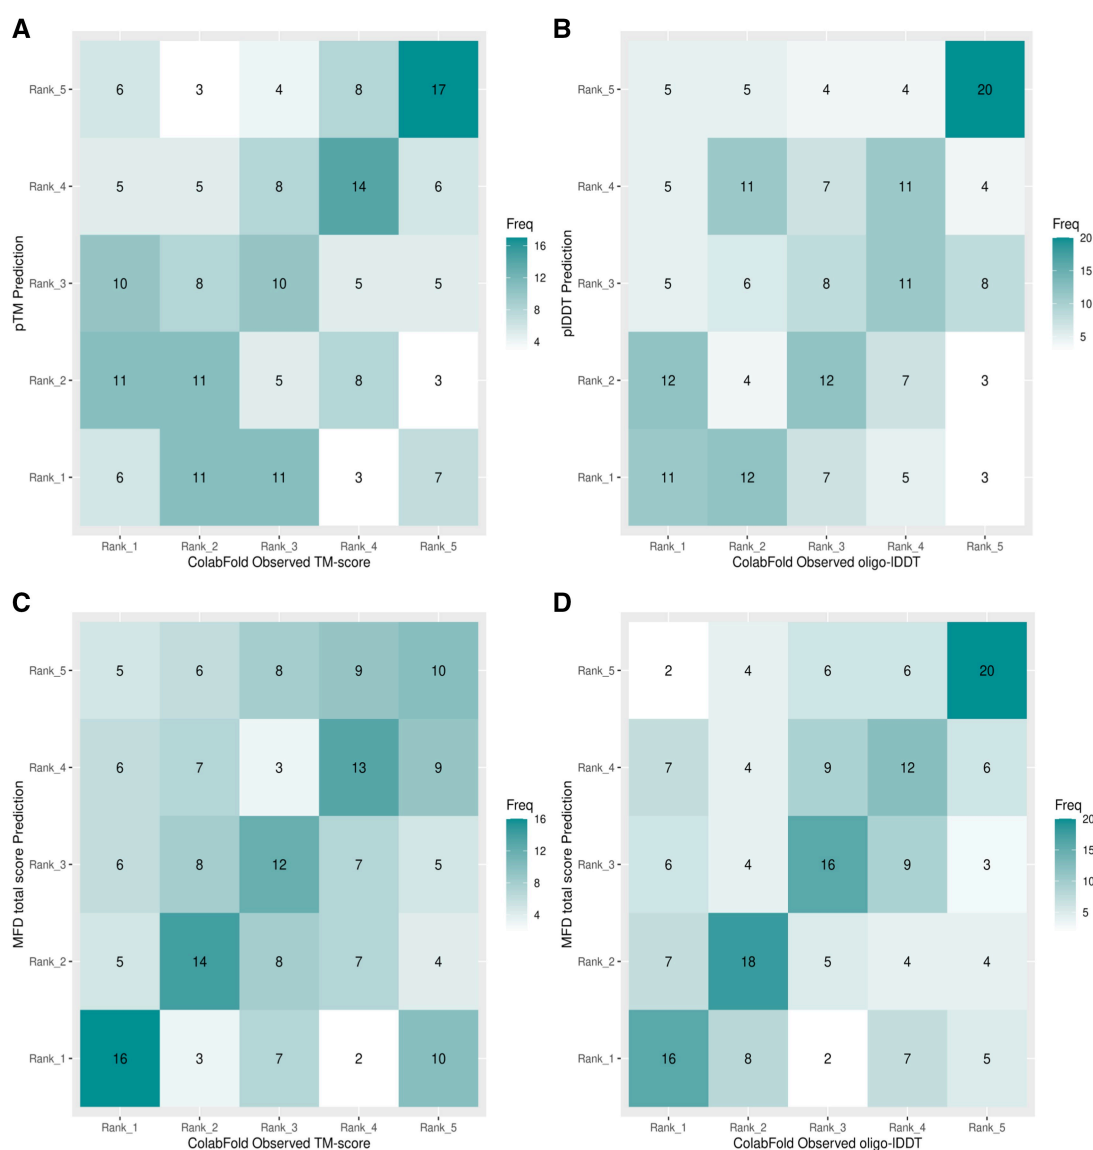 A
B
Rank_5
6 3 4 8 17
Rank_4
5 5 8 14 6
Rank_3
10 8 10 5 5
Rank_2
11 11 5 8 3
Rank_1
6 11 11 3 7
Rank_1 Rank_2 Rank_3 Rank_4 Rank_5
ColabFold Observed TM-score
pTM Prediction
Freq
16
12
8
4
Rank_5
5 5 4 4 20
Rank_4
5 11 7 11 4
Rank_3
5 6 8 11 8
Rank_2
12 4 12 7 3
Rank_1
11 12 7 5 3
Rank_1 Rank_2 Rank_3 Rank_4 Rank_5
ColabFold Observed oligo-lDDT
plDDT Prediction
Freq
20
15
10
5
C
D
Rank_5
5 6 8 9 10
Rank_4
6 7 3 13 9
Rank_3
6 8 12 7 5
Rank_2
5 14 8 7 4
Rank_1
16 3 7 2 10
Rank_1 Rank_2 Rank_3 Rank_4 Rank_5
ColabFold Observed TM-score
MFD total score Prediction
Freq
16
12
8
4
Rank_5
2 4 6 6 20
Rank_4
7 4 9 12 6
Rank_3
6 4 16 9 3
Rank_2
7 18 5 4 4
Rank_1
16 8 2 7 5
Rank_1 Rank_2 Rank_3 Rank_4 Rank_5
ColabFold Observed oligo-lDDT
MFD total score Prediction
Freq
20
15
10
5